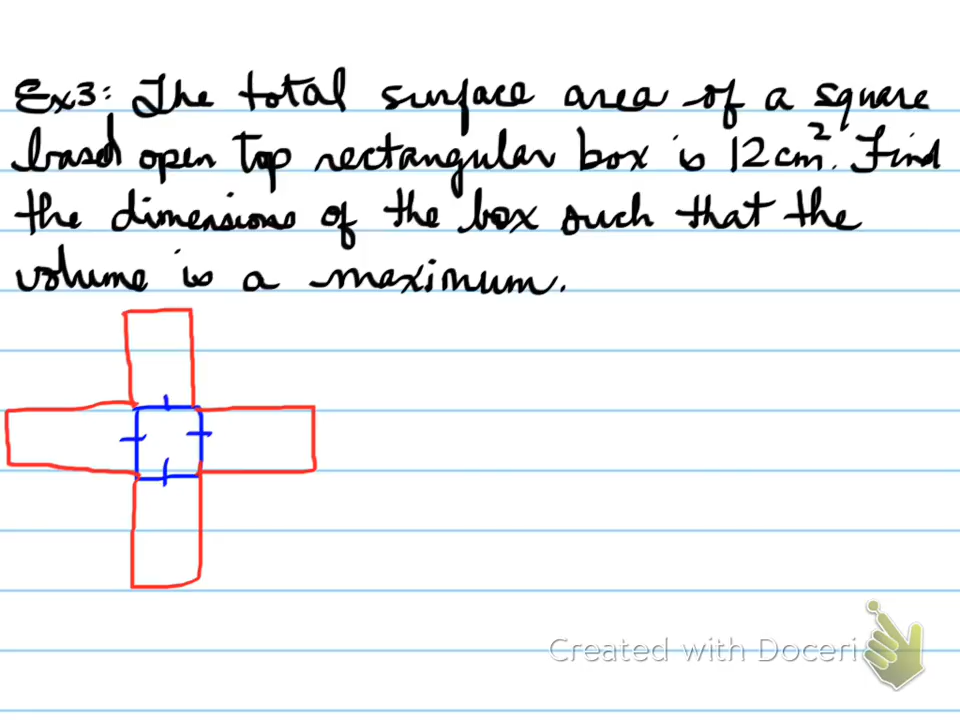 Ex3: The total surface area of a square
based open top rectangular box is 12cm². Find
the dimensions of the box such that the
volume is a maximum.
Created with Doceri